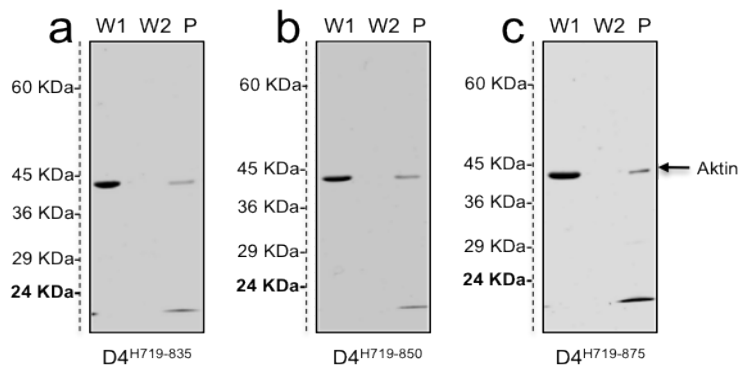 a W1 W2 P
60 KDa-
45 KDa-
36 KDa-
29 KDa-
24 KDa-
D4H719-835
b W1 W2 P
60 KDa-
45 KDa-
36 KDa-
29 KDa-
24 KDa-
D4H719-850
c W1 W2 P
60 KDa-
45 KDa-
36 KDa-
29 KDa-
24 KDa-
Aktin
D4H719-875